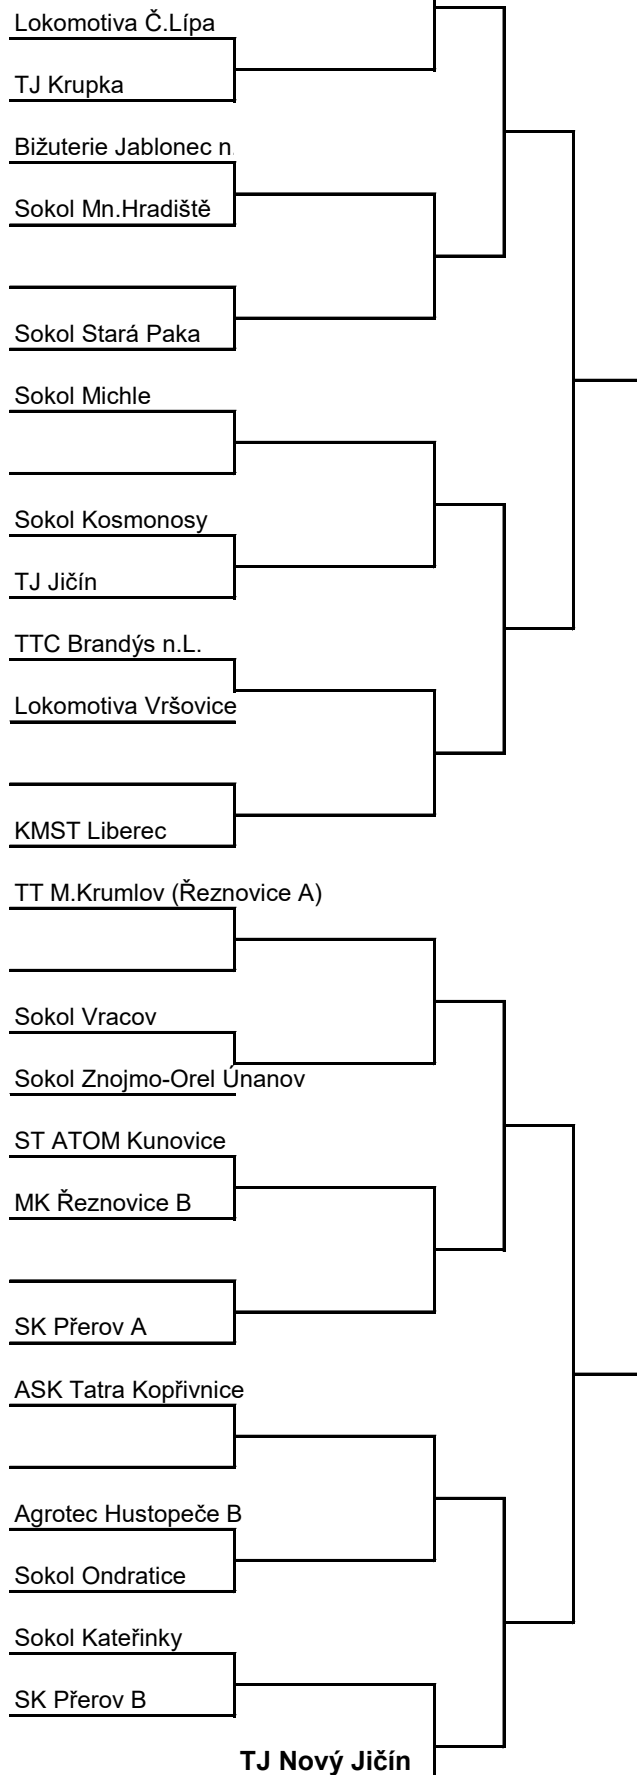 Lokomotiva Č.Lípa
TJ Krupka
Bižuterie Jablonec n.
Sokol Mn.Hradiště
Sokol Stará Paka
Sokol Michle
Sokol Kosmonosy
TJ Jičín
TTC Brandýs n.L.
Lokomotiva Vršovice
KMST Liberec
TT M.Krumlov (Řeznovice A)
Sokol Vracov
Sokol Znojmo-Orel Únanov
ST ATOM Kunovice
MK Řeznovice B
SK Přerov A
ASK Tatra Kopřivnice
Agrotec Hustopeče B
Sokol Ondratice
Sokol Kateřinky
SK Přerov B
TJ Nový Jičín